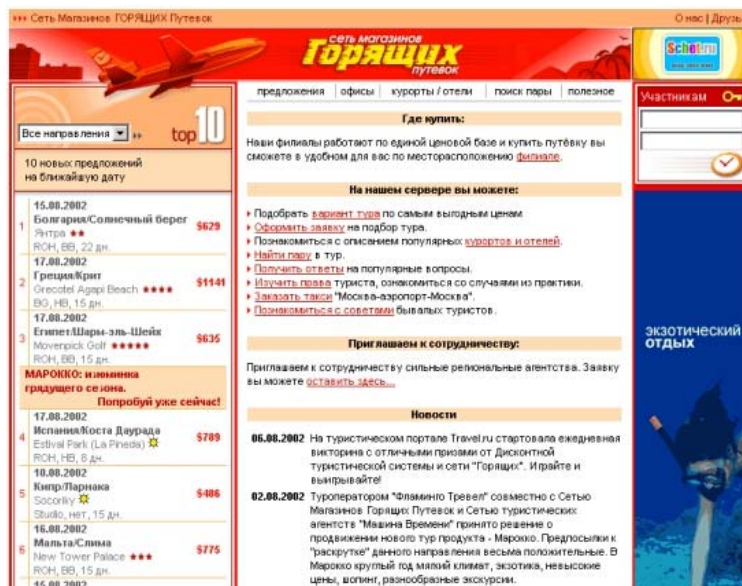 Сеть Магазинов ГОРЯЩИХ Путевок
О нас | Друзь
сеть магазинов
Горящих
путевок
Schet.ru
предложения | офисы | курорты / отели | поиск пары | полезное
Участникам
Все направления
top 10
10 новых предложений
на ближайшую дату
1
15.08.2002
Болгария/Солнечный берег
Янтра ★★
ROH, BB, 22 дн.
$629
2
17.08.2002
Греция/Крит
Grecotel Agapi Beach ★★★★
BG, HB, 15 дн.
$1141
3
17.08.2002
Египет/Шарм-эль-Шейх
Movenpick Golf ★★★★★
ROH, BB, 15 дн.
$635
МАРОККО: изюминка
грядущего сезона.
Попробуй уже сейчас!
4
17.08.2002
Испания/Коста Даурада
Estival Park (La Pineda)
ROH, HB, 8 дн.
$789
5
10.08.2002
Кипр/Ларнака
Socoriky
Studio, нет, 15 дн.
$486
6
16.08.2002
Мальта/Слима
New Tower Palace ★★★
ROH, BB, 15 дн.
$775
15.08.2002
Где купить:
Наши филиалы работают по единой ценовой базе и купить путёвку вы
сможете в удобном для вас по месторасположению филиале.
На нашем сервере вы можете:
Подобрать вариант тура по самым выгодным ценам
Оформить заявку на подбор тура.
Познакомиться с описанием популярных курортов и отелей.
Найти пару в тур.
Получить ответы на популярные вопросы.
Изучить права туриста, ознакомиться со случаями из практики.
Заказать такси "Москва-аэропорт-Москва".
Познакомиться с советами бывалых туристов.
Приглашаем к сотрудничеству:
Приглашаем к сотрудничеству сильные региональные агентства. Заявку
вы можете оставить здесь...
Новости
06.08.2002 На туристическом портале Travel.ru стартовала ежедневная
викторина с отличными призами от Дисконтной
туристической системы и сети "Горящих". Играйте и
выигрывайте!
02.08.2002 Туроператором "Фламинго Тревел" совместно с Сетью
Магазинов Горящих Путевок и Сетью туристических
агентств "Машина Времени" принято решение о
продвижении нового тур продукта - Марокко. Предпосылки к
"раскрутке" данного направления весьма положительные. В
Марокко круглый год мягкий климат, экзотика, невысокие
цены, шопинг, разнообразные экскурсии.
экзотический
отдых